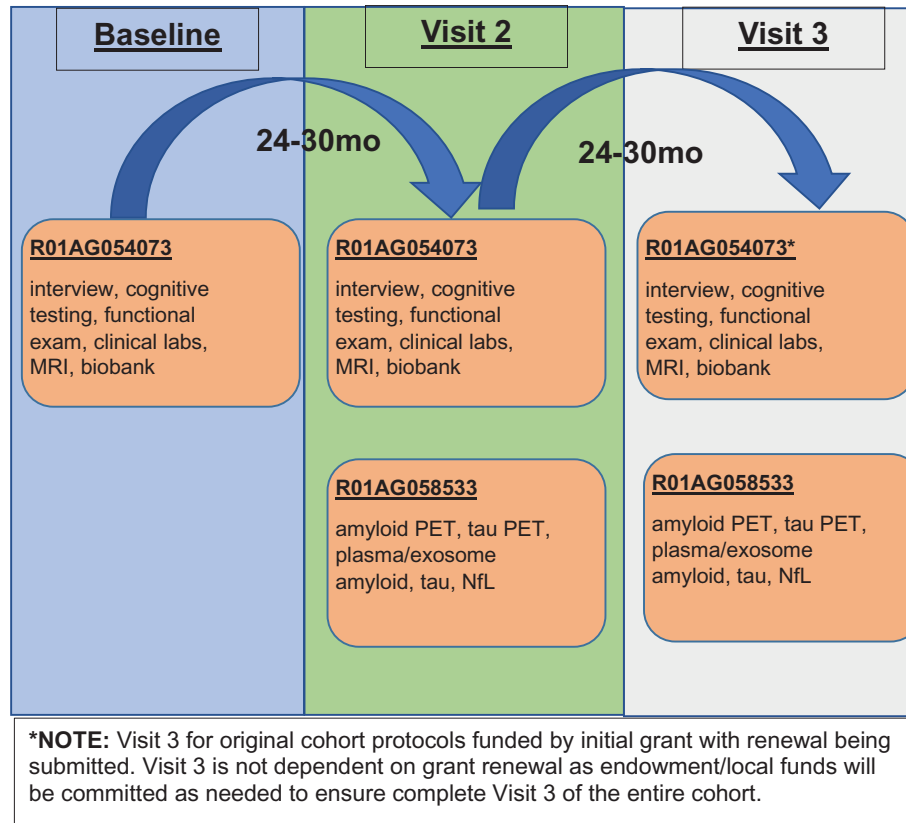 Baseline
Visit 2
Visit 3
24-30mo
24-30mo
R01AG054073
interview, cognitive
testing, functional
exam, clinical labs,
MRI, biobank
R01AG054073
interview, cognitive
testing, functional
exam, clinical labs,
MRI, biobank
R01AG054073*
interview, cognitive
testing, functional
exam, clinical labs,
MRI, biobank
R01AG058533
amyloid PET, tau PET,
plasma/exosome
amyloid, tau, NfL
R01AG058533
amyloid PET, tau PET,
plasma/exosome
amyloid, tau, NfL
*NOTE: Visit 3 for original cohort protocols funded by initial grant with renewal being
submitted. Visit 3 is not dependent on grant renewal as endowment/local funds will
be committed as needed to ensure complete Visit 3 of the entire cohort.